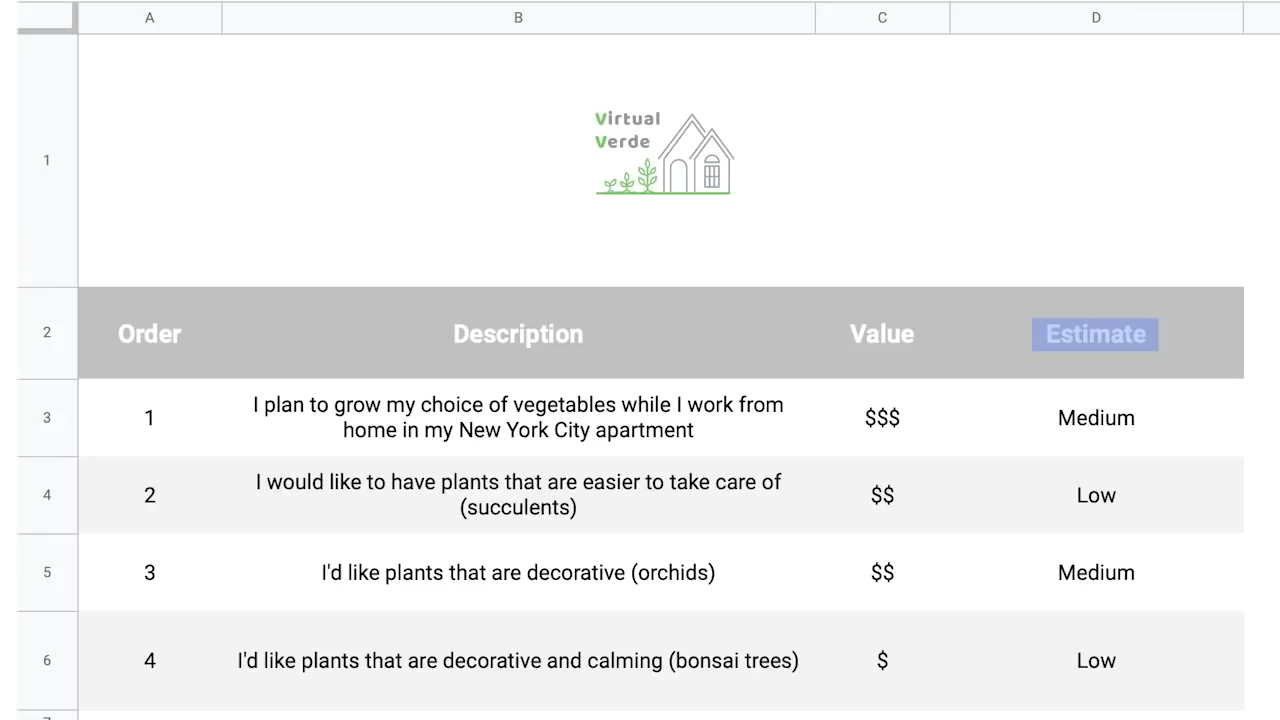 A B C D
1
Virtual
Verde
2 Order Description Value Estimate
3 1 I plan to grow my choice of vegetables while I work from
home in my New York City apartment $$$ Medium
4 2 I would like to have plants that are easier to take care of
(succulents) $$ Low
5 3 I'd like plants that are decorative (orchids) $$ Medium
6 4 I'd like plants that are decorative and calming (bonsai trees) $ Low